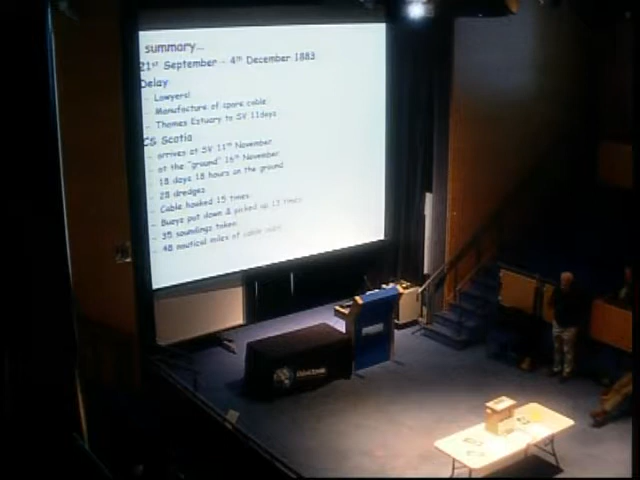 summary...
21st September - 4th December 1883
Delay
- Lawyers!
- Manufacture of spare cable
- Thames Estuary to SV 11days
CS Scotia
- arrives at SV 11th November
- at the "ground" 16th November
- 18 days 18 hours on the ground
- 28 dredges
- Cable hooked 15 times
- Buoys put down & picked up 13 times
- 35 soundings taken
- 48 nautical miles of cable